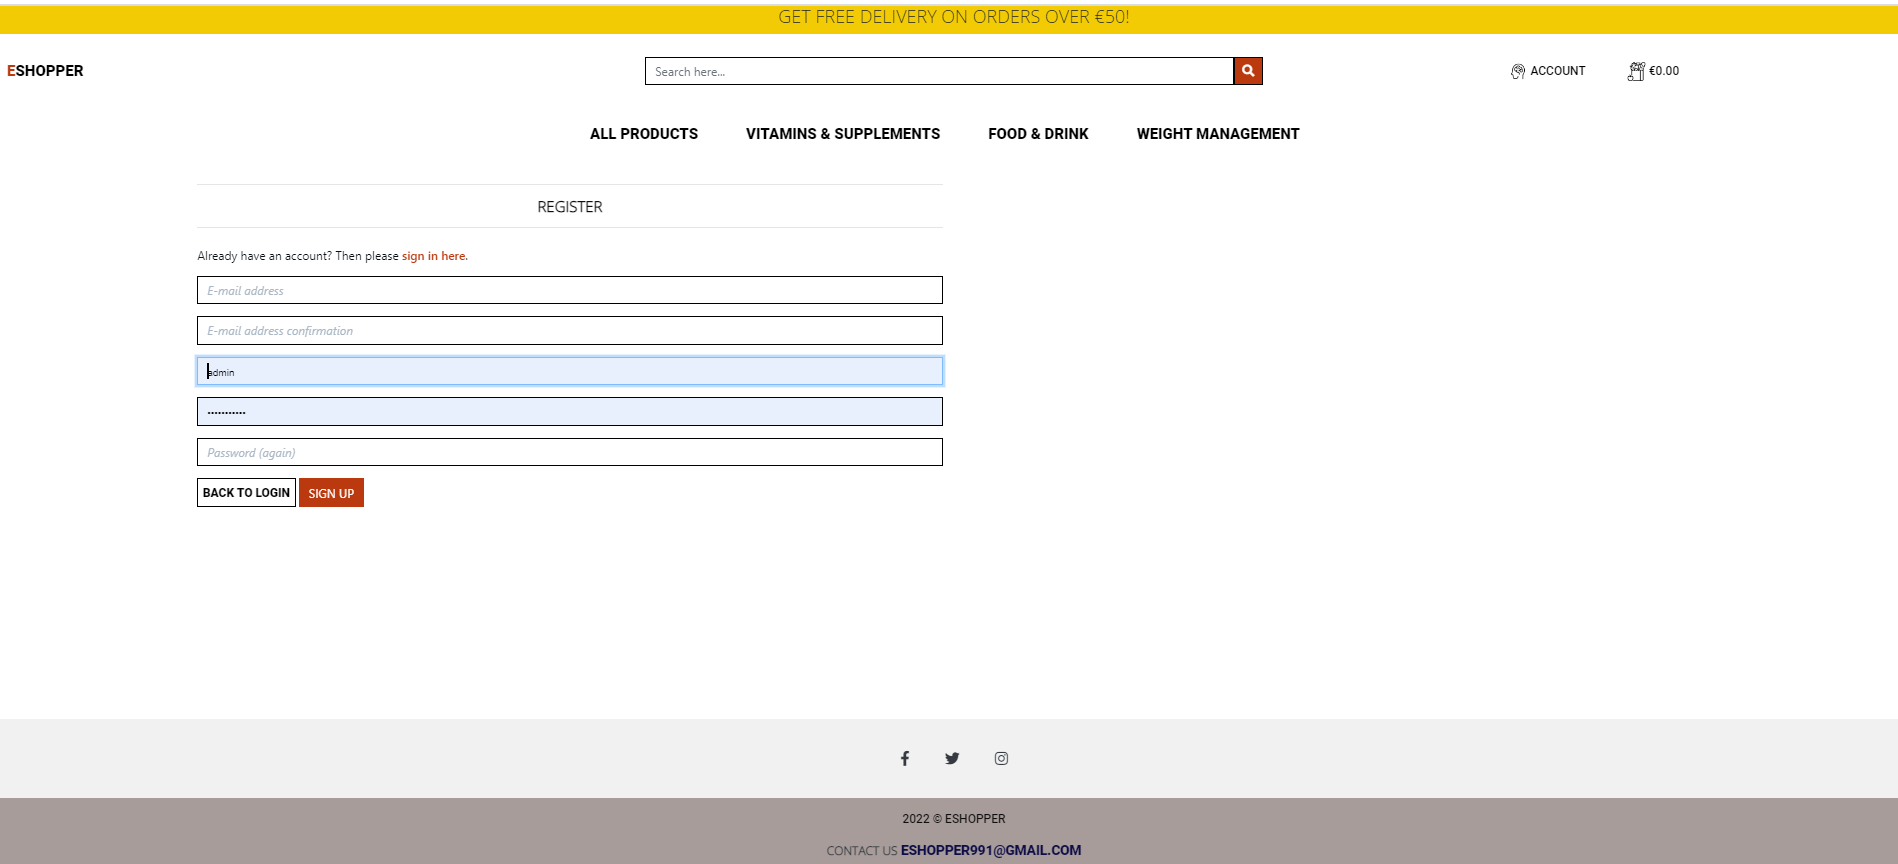 GET FREE DELIVERY ON ORDERS OVER €50!
ESHOPPER
Search here...
ACCOUNT
€0.00
ALL PRODUCTS
VITAMINS & SUPPLEMENTS
FOOD & DRINK
WEIGHT MANAGEMENT
REGISTER
Already have an account? Then please sign in here.
E-mail address
E-mail address confirmation
admin
•••••••••••
Password (again)
BACK TO LOGIN
SIGN UP
2022 © ESHOPPER
CONTACT US ESHOPPER991@GMAIL.COM